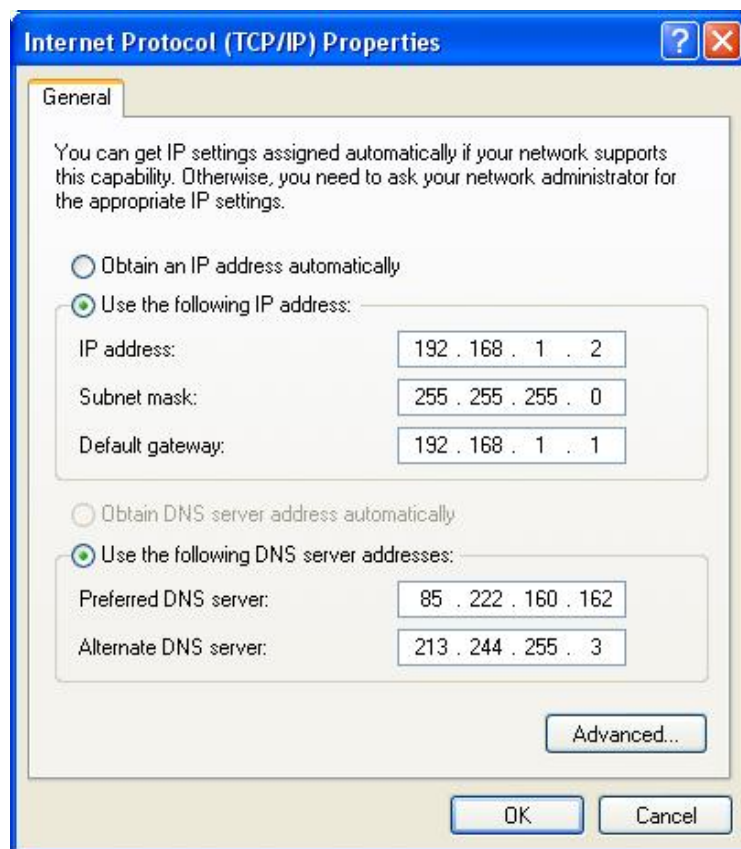 Internet Protocol (TCP/IP) Properties
General
You can get IP settings assigned automatically if your network supports
this capability. Otherwise, you need to ask your network administrator for
the appropriate IP settings.
Obtain an IP address automatically
Use the following IP address:
IP address: 192 . 168 . 1 . 2
Subnet mask: 255 . 255 . 255 . 0
Default gateway: 192 . 168 . 1 . 1
Obtain DNS server address automatically
Use the following DNS server addresses:
Preferred DNS server: 85 . 222 . 160 . 162
Alternate DNS server: 213 . 244 . 255 . 3
Advanced...
OK Cancel